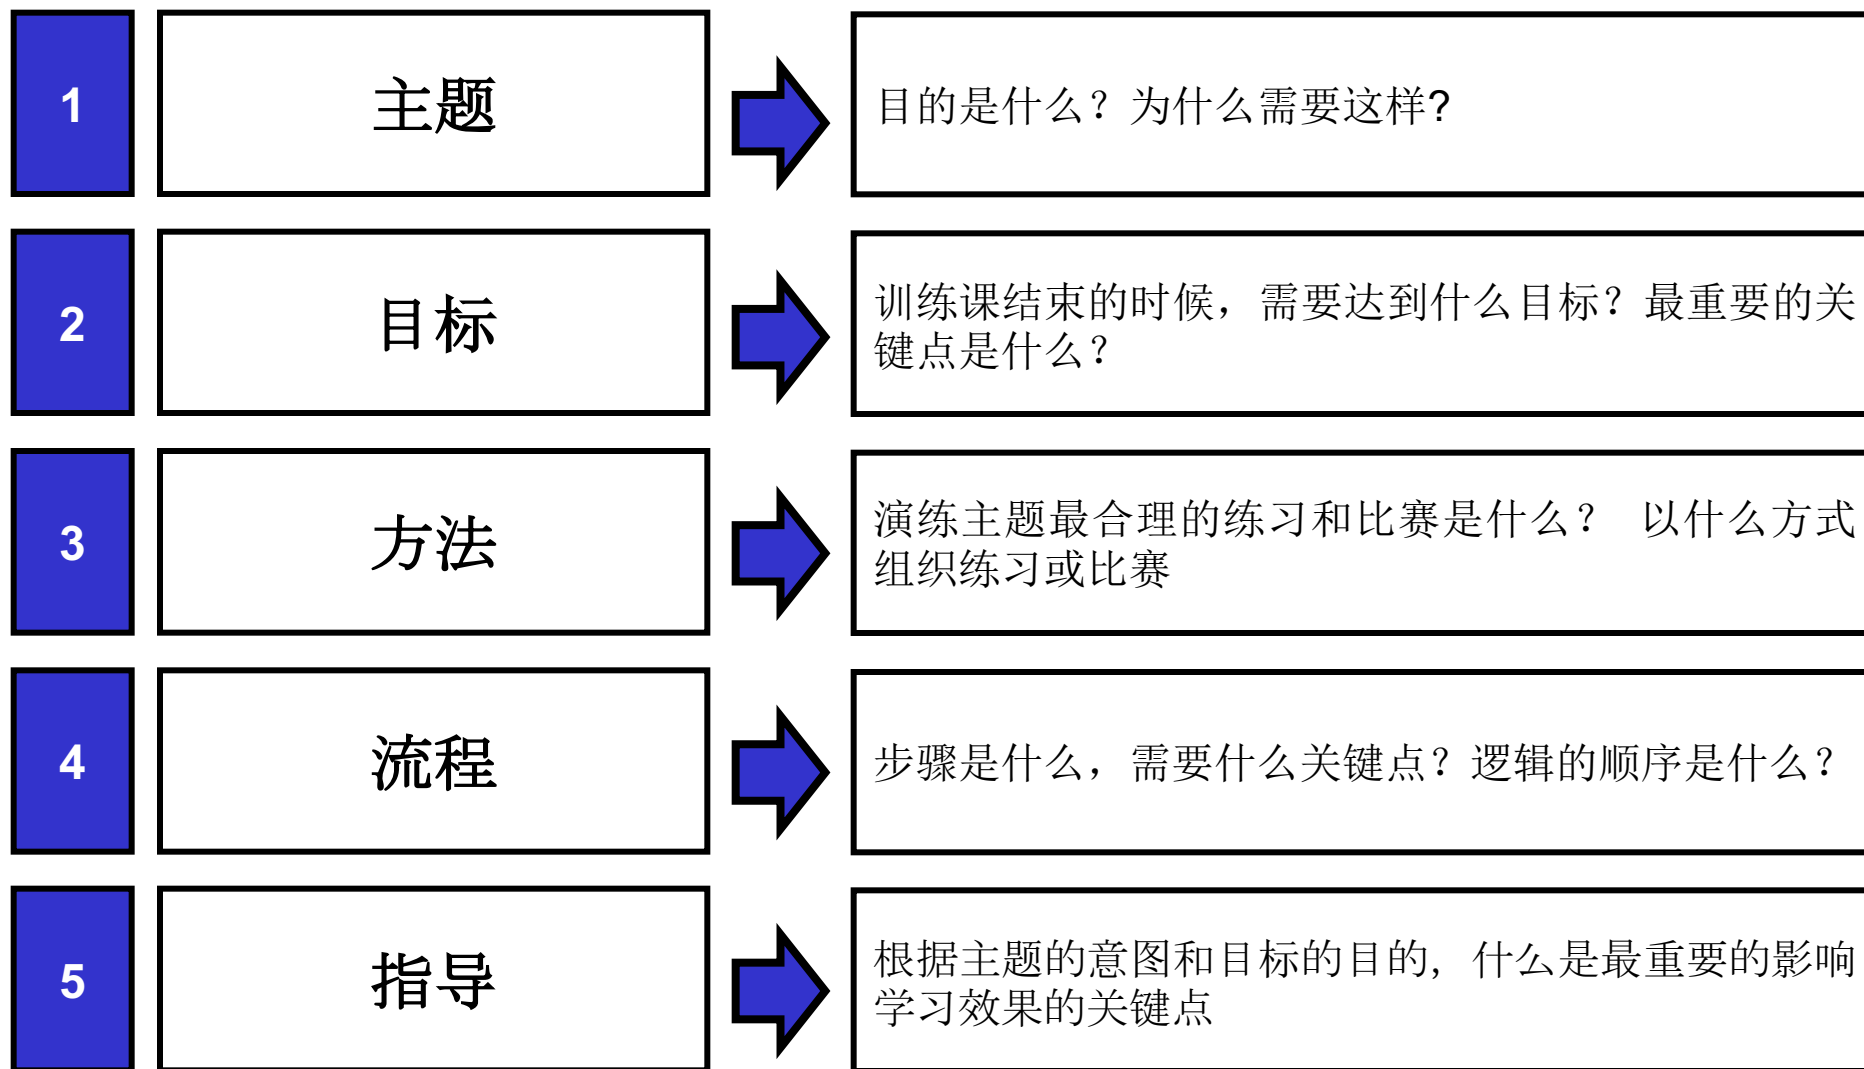 1
主题
目的是什么？为什么需要这样?
2
目标
训练课结束的时候，需要达到什么目标？最重要的关
键点是什么？
3
方法
演练主题最合理的练习和比赛是什么？ 以什么方式
组织练习或比赛
4
流程
步骤是什么，需要什么关键点？逻辑的顺序是什么？
5
指导
根据主题的意图和目标的目的, 什么是最重要的影响
学习效果的关键点